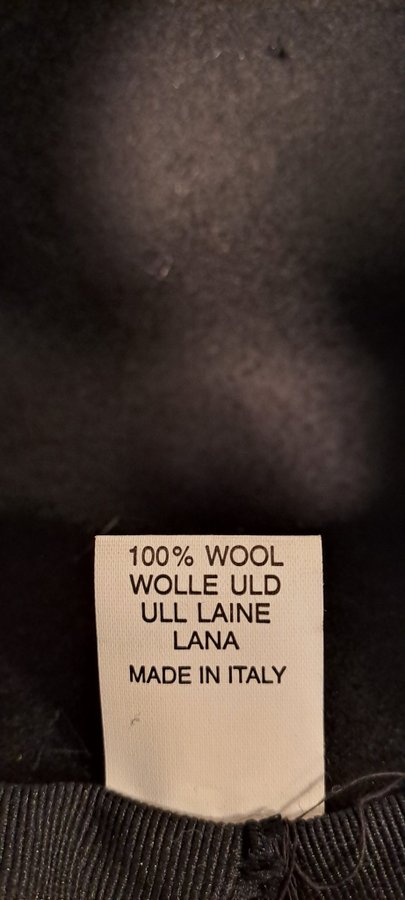 100% WOOL
WOLLE ULD
ULL LAINE
LANA
MADE IN ITALY